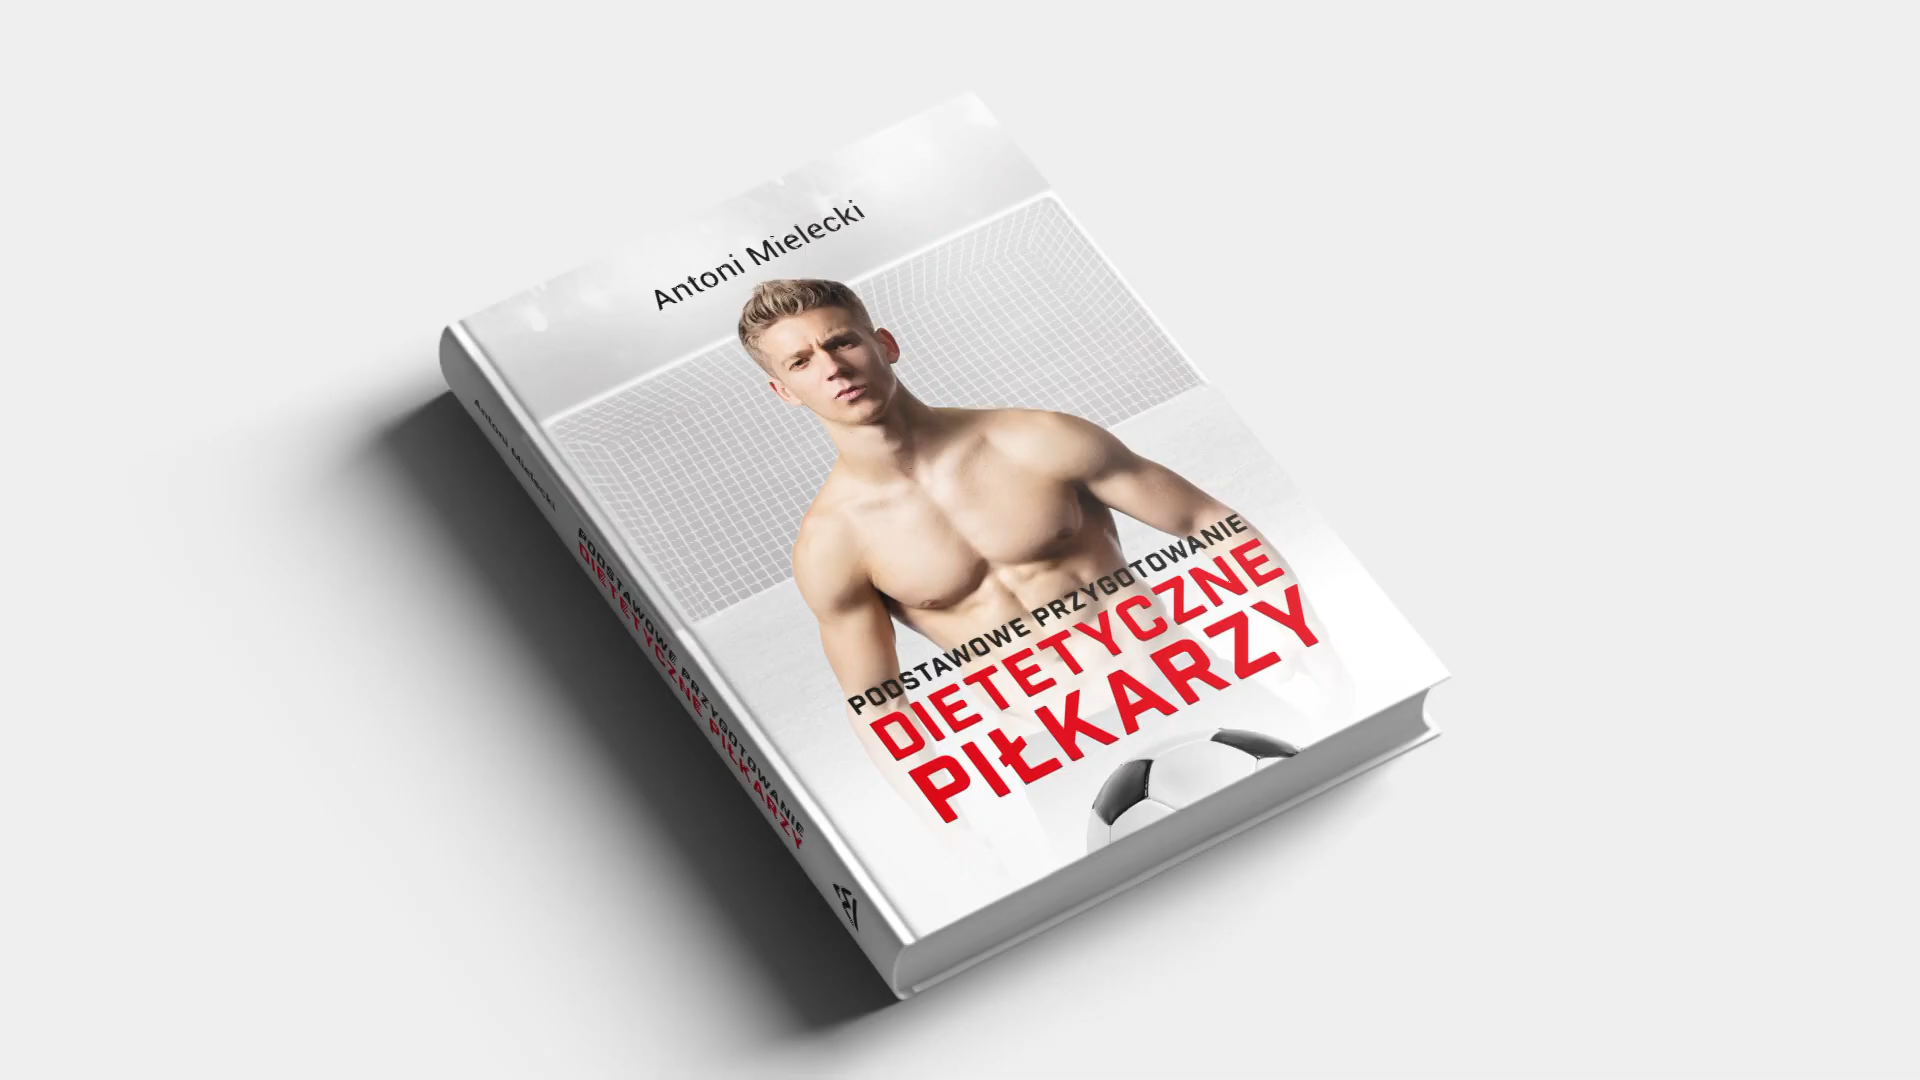 Antoni Mielecki
PODSTAWOWE PRZYGOTOWANIE
DIETETYCZNE
PIŁKARZY
Antoni Mielecki
PODSTAWOWE PRZYGOTOWANIE
DIETETYCZNE PIŁKARZY